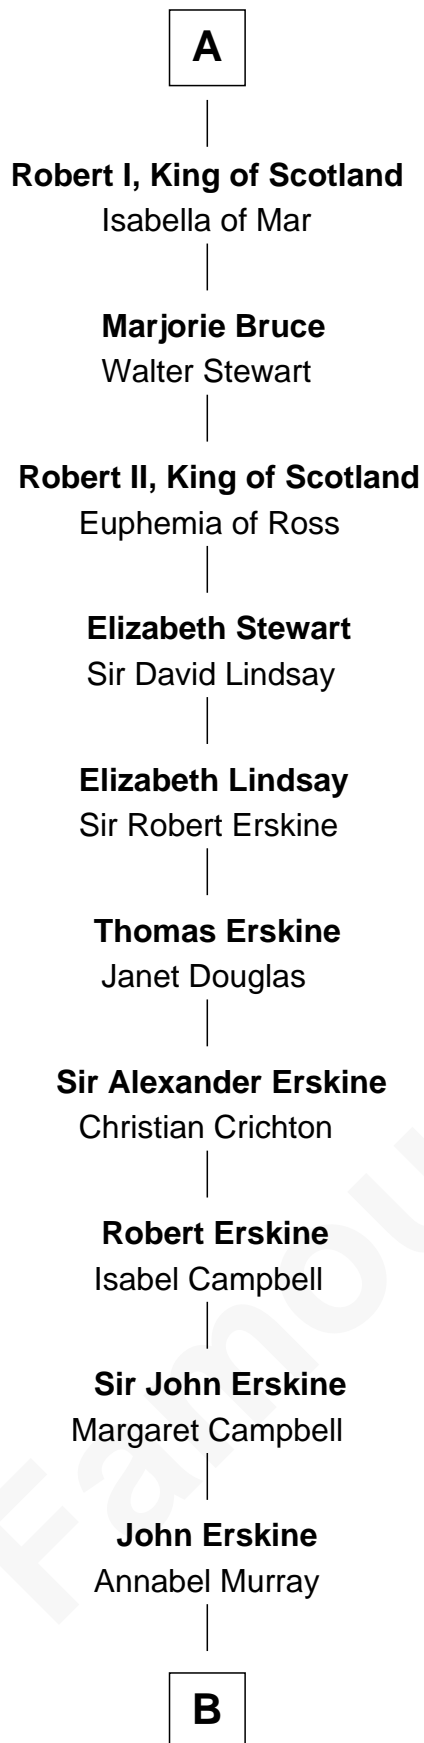 A
Robert I, King of Scotland
Isabella of Mar
Marjorie Bruce
Walter Stewart
Robert II, King of Scotland
Euphemia of Ross
Elizabeth Stewart
Sir David Lindsay
Elizabeth Lindsay
Sir Robert Erskine
Thomas Erskine
Janet Douglas
Sir Alexander Erskine
Christian Crichton
Robert Erskine
Isabel Campbell
Sir John Erskine
Margaret Campbell
John Erskine
Annabel Murray
B
Famou